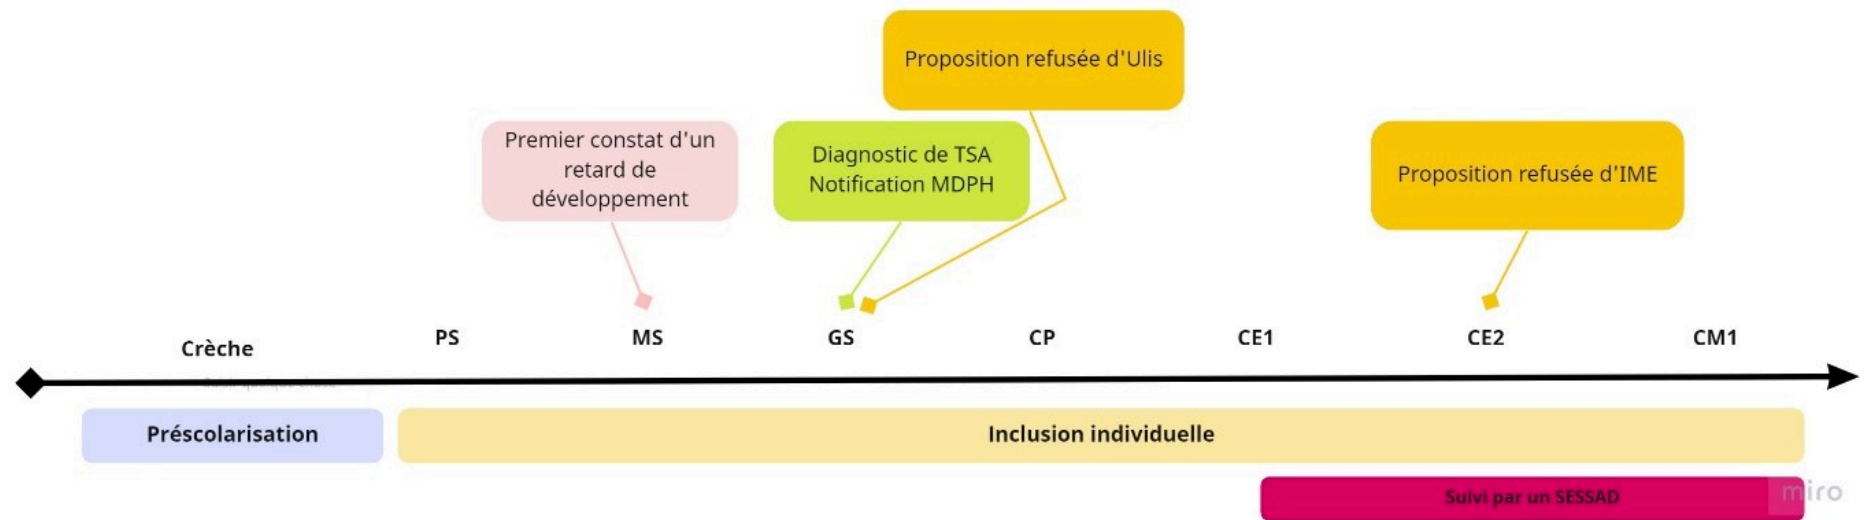 Proposition refusée d'Ulis
Premier constat d'un
retard de
développement
Diagnostic de TSA
Notification MDPH
Proposition refusée d'IME
Crèche
PS
MS
GS
CP
CE1
CE2
CM1
Préscolarisation
Inclusion individuelle
Suivi par un SESSAD
miro